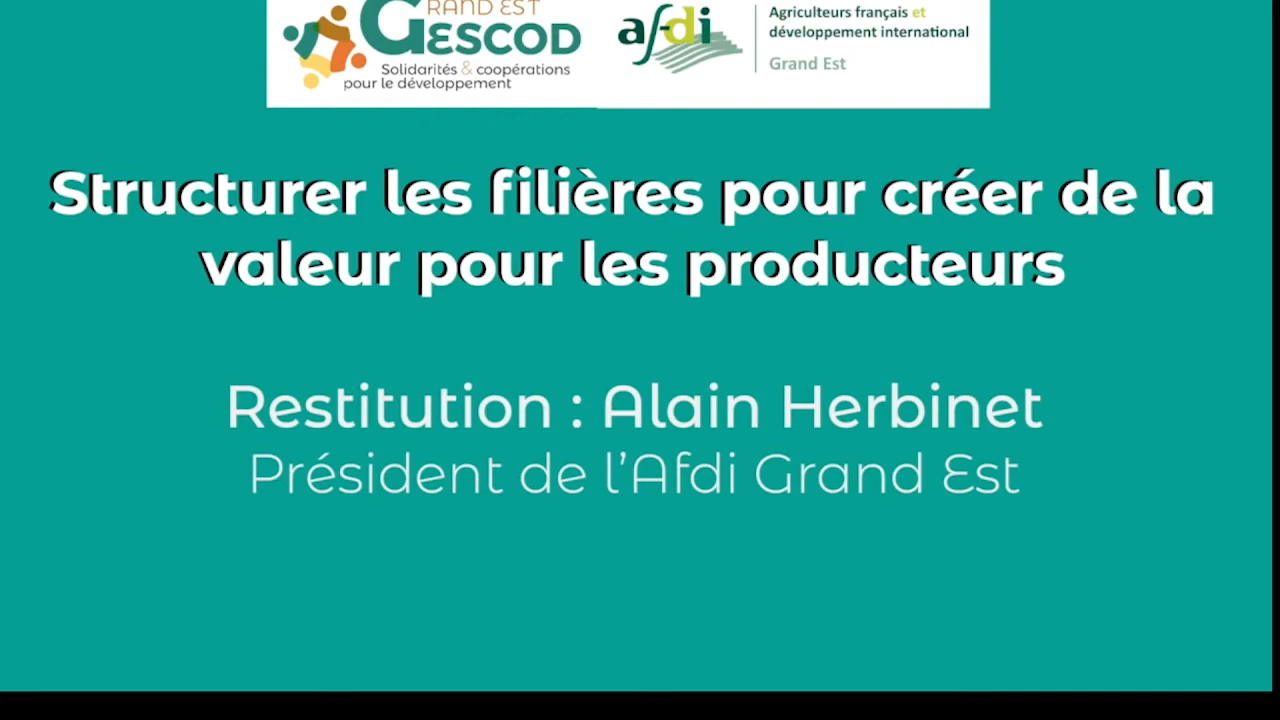 RAND EST
GESCOD
Solidarités & coopérations
pour le développement
afdi
Agriculteurs français et
développement international
Grand Est
Structurer les filières pour créer de la
valeur pour les producteurs
Restitution : Alain Herbinet
Président de l’Afdi Grand Est